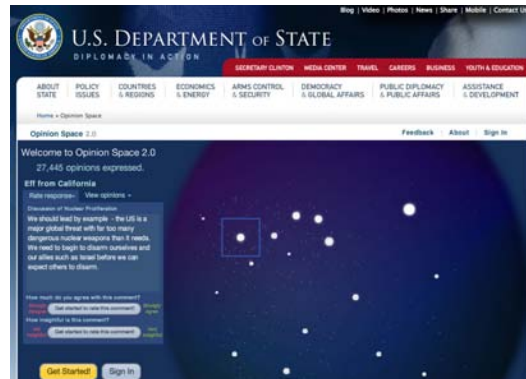 Blog | Video | Photos | News | Share | Mobile | Contact Us
U.S. DEPARTMENT OF STATE
DIPLOMACY IN ACTION
SECRETARY CLINTON MEDIA CENTER TRAVEL CAREERS BUSINESS YOUTH & EDUCATION
ABOUT STATE
POLICY ISSUES
COUNTRIES & REGIONS
ECONOMICS & ENERGY
ARMS CONTROL & SECURITY
DEMOCRACY & GLOBAL AFFAIRS
PUBLIC DIPLOMACY & PUBLIC AFFAIRS
ASSISTANCE & DEVELOPMENT
Home » Opinion Space
Opinion Space 2.0
Feedback About Sign In
Welcome to Opinion Space 2.0
27,445 opinions expressed.
Eff from California
Rate response
View opinions
Discussion of Nuclear Proliferation
We should lead by example - the US is a
major global threat with far too many
dangerous nuclear weapons than it needs.
We need to begin to disarm ourselves and
our allies such as Israel before we can
expect others to disarm.
How much do you agree with this comment?
Get started to rate this comment!
How insightful is this comment?
Get started to rate this comment!
Get Started!
Sign In